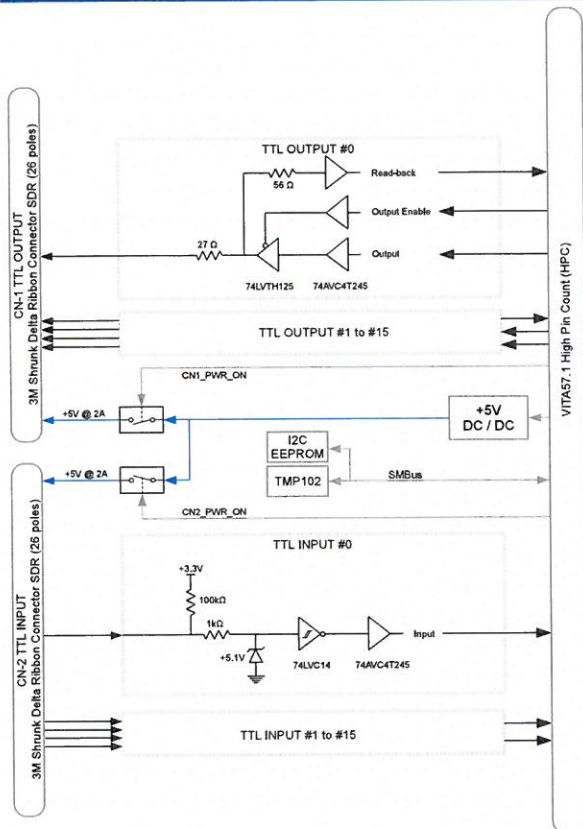 CN-1 TTL OUTPUT
3M Shrunk Delta Ribbon Connector SDR (26 poles)
TTL OUTPUT #0
56 Ω
Read-back
Output Enable
27 Ω
Output
74LVTH125
74AVC4T245
TTL OUTPUT #1 to #15
CN1_PWR_ON
+5V @ 2A
+5V
DC / DC
I2C
EEPROM
+5V @ 2A
TMP102
SMBus
CN2_PWR_ON
VITA57.1 High Pin Count (HPC)
CN-2 TTL INPUT
3M Shrunk Delta Ribbon Connector SDR (26 poles)
TTL INPUT #0
+3.3V
100kΩ
1kΩ
+5.1V
Input
74LVC14
74AVC4T245
TTL INPUT #1 to #15